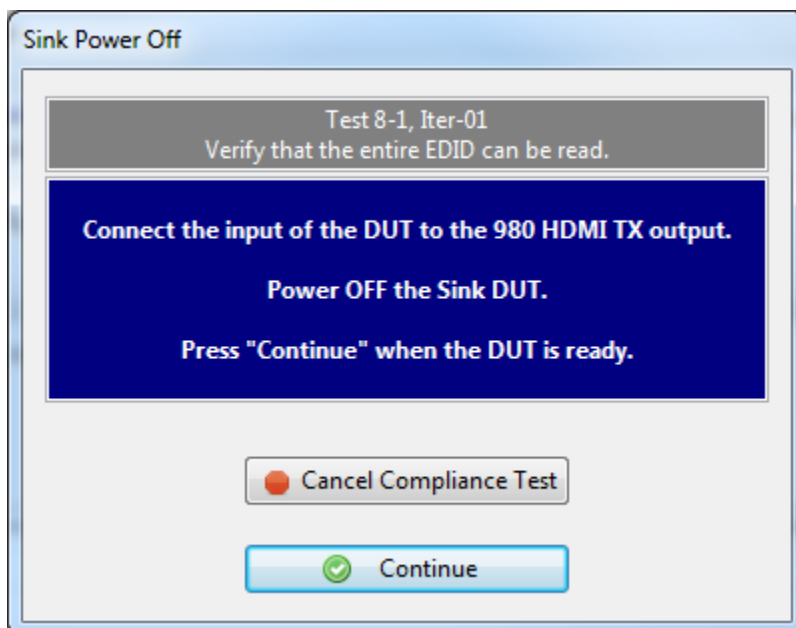 Sink Power Off
Test 8-1, Iter-01
Verify that the entire EDID can be read.
Connect the input of the DUT to the 980 HDMI TX output.
Power OFF the Sink DUT.
Press "Continue" when the DUT is ready.
Cancel Compliance Test
Continue